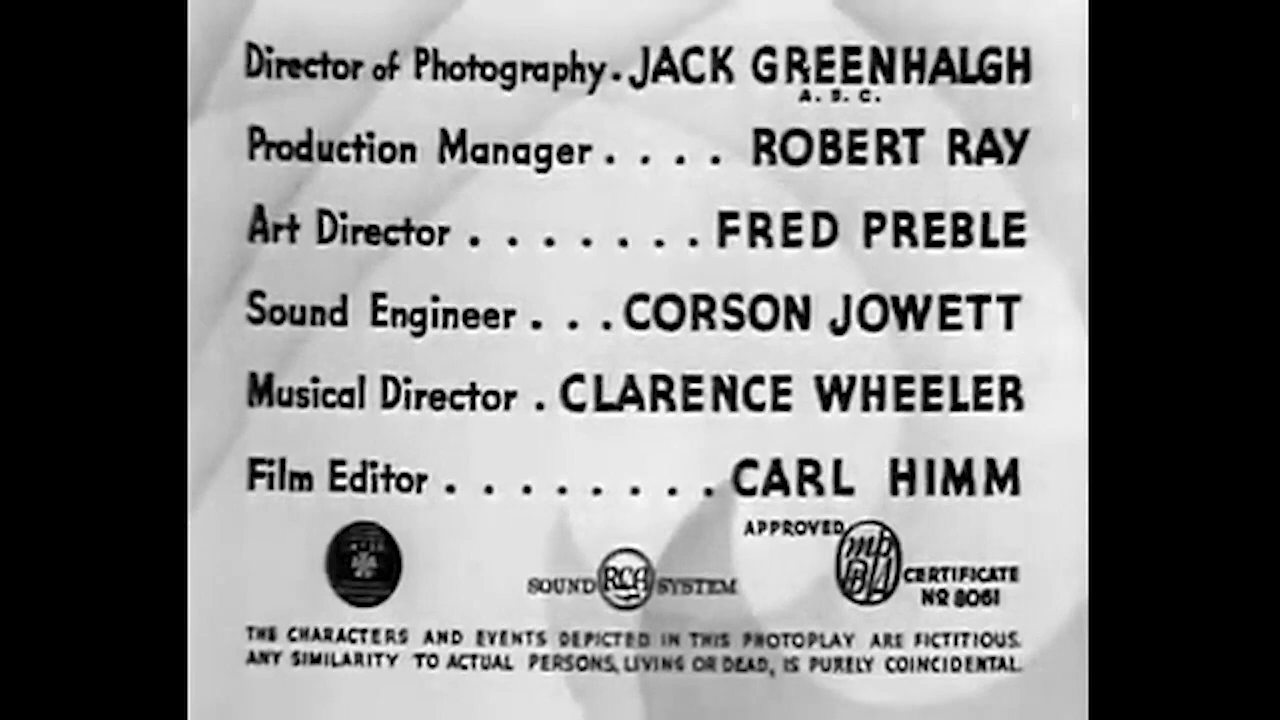 Director of Photography . JACK GREENHALGH
A. S. C.
Production Manager . . . . ROBERT RAY
Art Director . . . . . . . FRED PREBLE
Sound Engineer . . . CORSON JOWETT
Musical Director . CLARENCE WHEELER
Film Editor . . . . . . . . CARL HIMM
SOUND RCA SYSTEM
APPROVED
CERTIFICATE
Nº 8061
THE CHARACTERS AND EVENTS DEPICTED IN THIS PHOTOPLAY ARE FICTITIOUS.
ANY SIMILARITY TO ACTUAL PERSONS, LIVING OR DEAD, IS PURELY COINCIDENTAL.